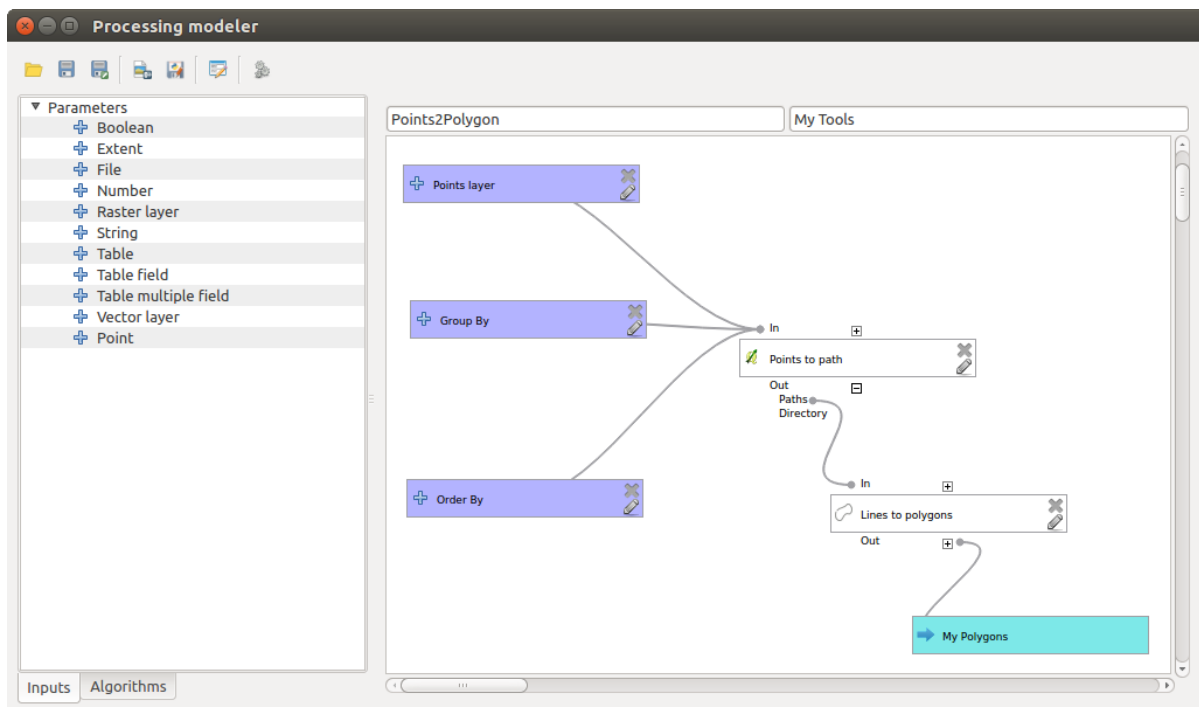 Processing modeler
Parameters
Boolean
Extent
File
Number
Raster layer
String
Table
Table field
Table multiple field
Vector layer
Point
Inputs
Algorithms
Points2Polygon
My Tools
Points layer
Group By
Order By
In
Points to path
Out
Paths
Directory
In
Lines to polygons
Out
My Polygons